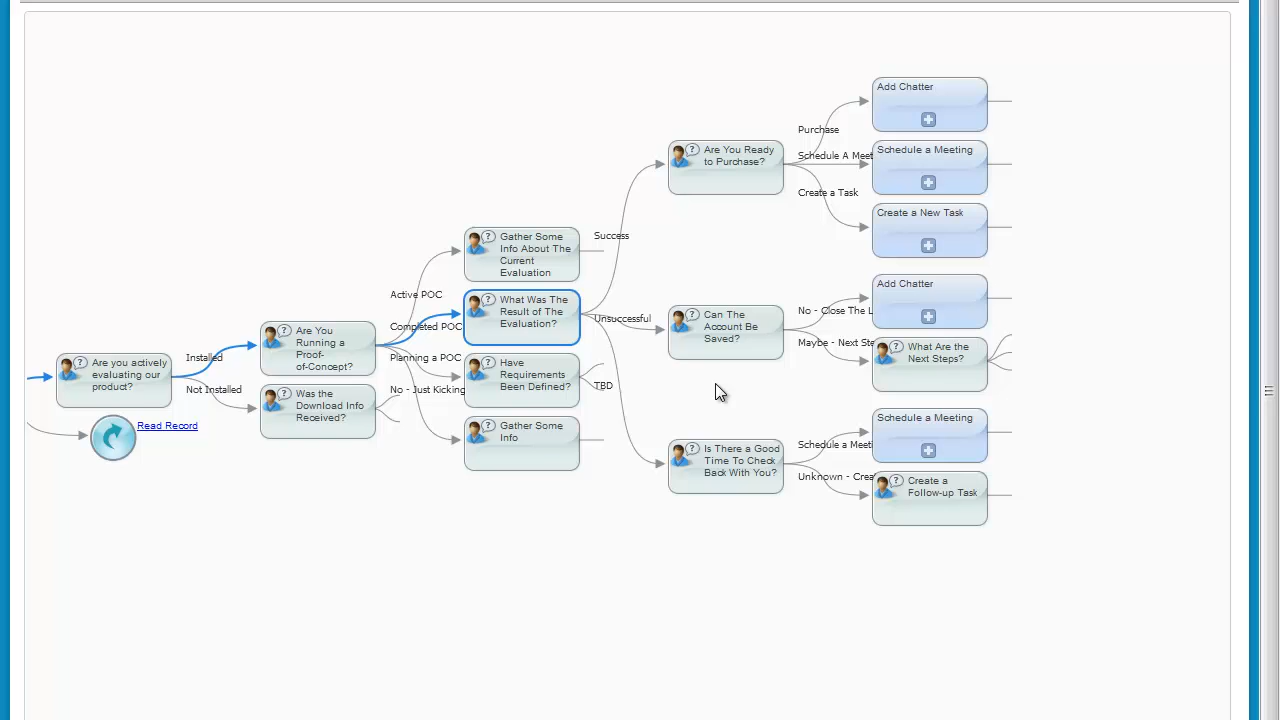 Are you actively
evaluating our
product?
Read Record
Installed
Not Installed
Are You
Running a
Proof-
of-Concept?
Was the
Download Info
Received?
Active POC
Completed POC
Planning a POC
No - Just Kicking
Gather Some
Info About The
Current
Evaluation
What Was The
Result of The
Evaluation?
Have
Requirements
Been Defined?
Gather Some
Info
Success
Unsuccessful
TBD
Are You Ready
to Purchase?
Can The
Account Be
Saved?
Is There a Good
Time To Check
Back With You?
Purchase
Schedule A Meet
Create a Task
No - Close The L
Maybe - Next Ste
Schedule a Meet
Unknown - Crea
Add Chatter
Schedule a Meeting
Create a New Task
Add Chatter
What Are the
Next Steps?
Schedule a Meeting
Create a
Follow-up Task